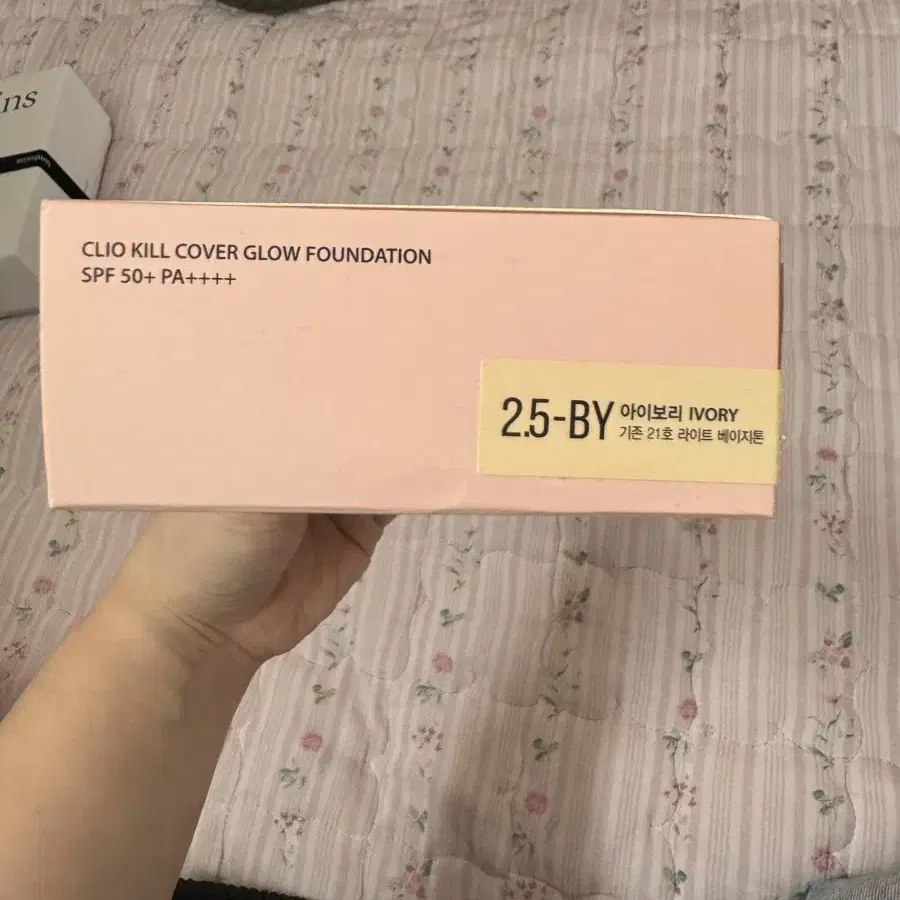 CLIO KILL COVER GLOW FOUNDATION
SPF 50+ PA++++
2.5-BY 아이보리 IVORY
기존 21호 라이트 베이지톤
ns